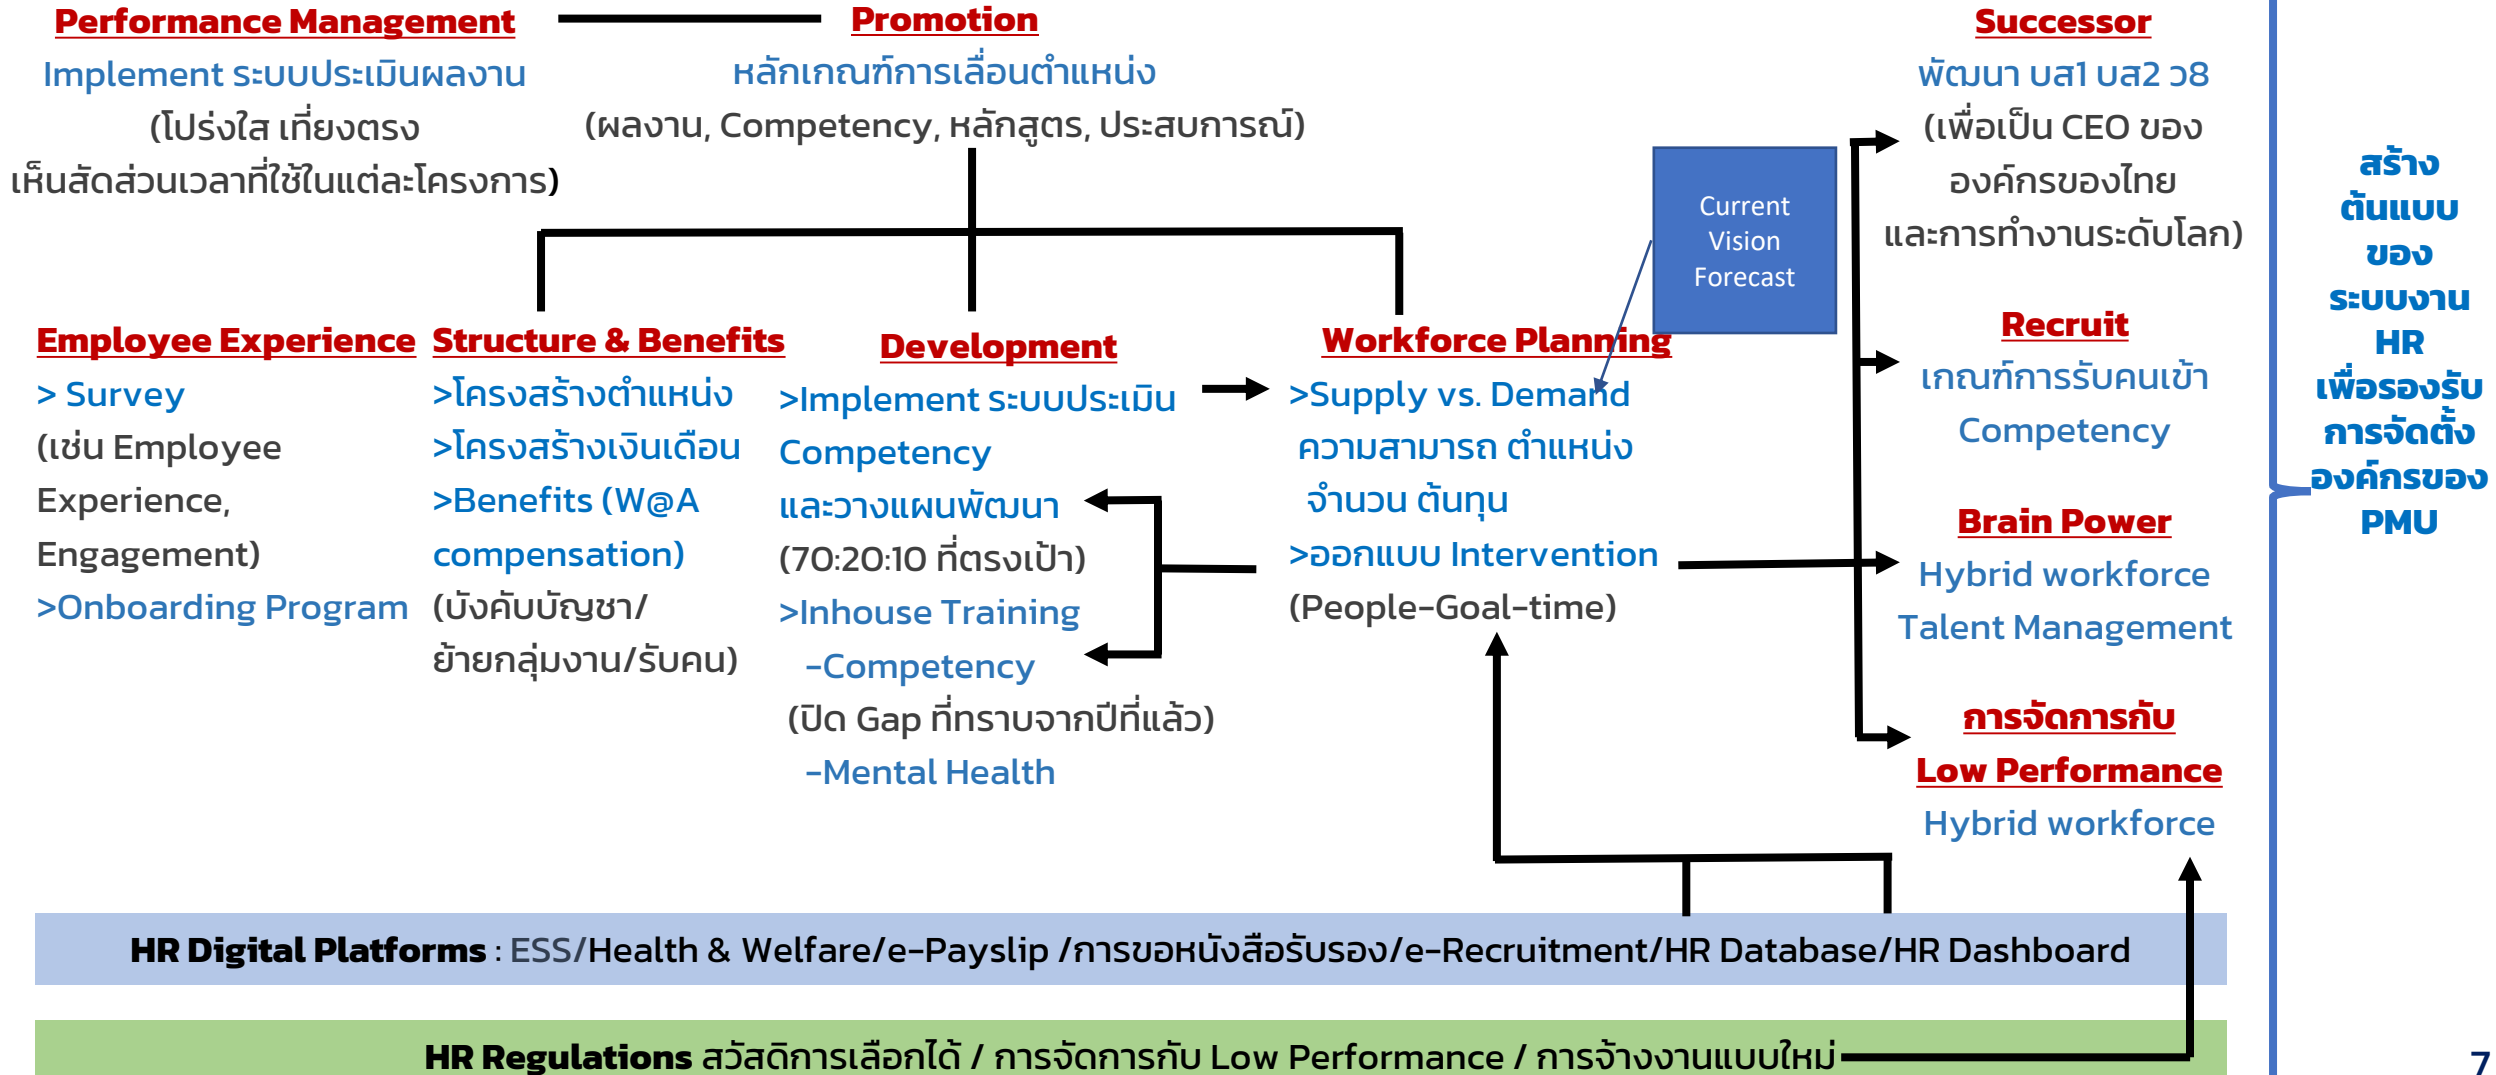 Performance Management
Implement ระบบประเมินผลงาน
(โปร่งใส เที่ยงตรง
เห็นสัดส่วนเวลาที่ใช้ในแต่ละโครงการ)
Promotion
หลักเกณฑ์การเลื่อนตำแหน่ง
(ผลงาน, Competency, หลักสูตร, ประสบการณ์)
Successor
พัฒนา บส1 บส2 ว8
(เพื่อเป็น CEO ของ
องค์กรของไทย
และการทำงานระดับโลก)
Current
Vision
Forecast
Employee Experience
> Survey
(เช่น Employee
Experience,
Engagement)
>Onboarding Program
Structure & Benefits
>โครงสร้างตำแหน่ง
>โครงสร้างเงินเดือน
>Benefits (W@A
compensation)
(บังคับบัญชา/
ย้ายกลุ่มงาน/รับคน)
Development
>Implement ระบบประเมิน
Competency
และวางแผนพัฒนา
(70:20:10 ที่ตรงเป้า)
>Inhouse Training
-Competency
(ปิด Gap ที่ทราบจากปีที่แล้ว)
-Mental Health
Workforce Planning
>Supply vs. Demand
ความสามารถ ตำแหน่ง
จำนวน ต้นทุน
>ออกแบบ Intervention
(People-Goal-time)
Recruit
เกณฑ์การรับคนเข้า
Competency
Brain Power
Hybrid workforce
Talent Management
การจัดการกับ
Low Performance
Hybrid workforce
สร้าง
ต้นแบบ
ของ
ระบบงาน
HR
เพื่อรองรับ
การจัดตั้ง
องค์กรของ
PMU
HR Digital Platforms : ESS/Health & Welfare/e-Payslip /การขอหนังสือรับรอง/e-Recruitment/HR Database/HR Dashboard
HR Regulations สวัสดิการเลือกได้ / การจัดการกับ Low Performance / การจ้างงานแบบใหม่
7